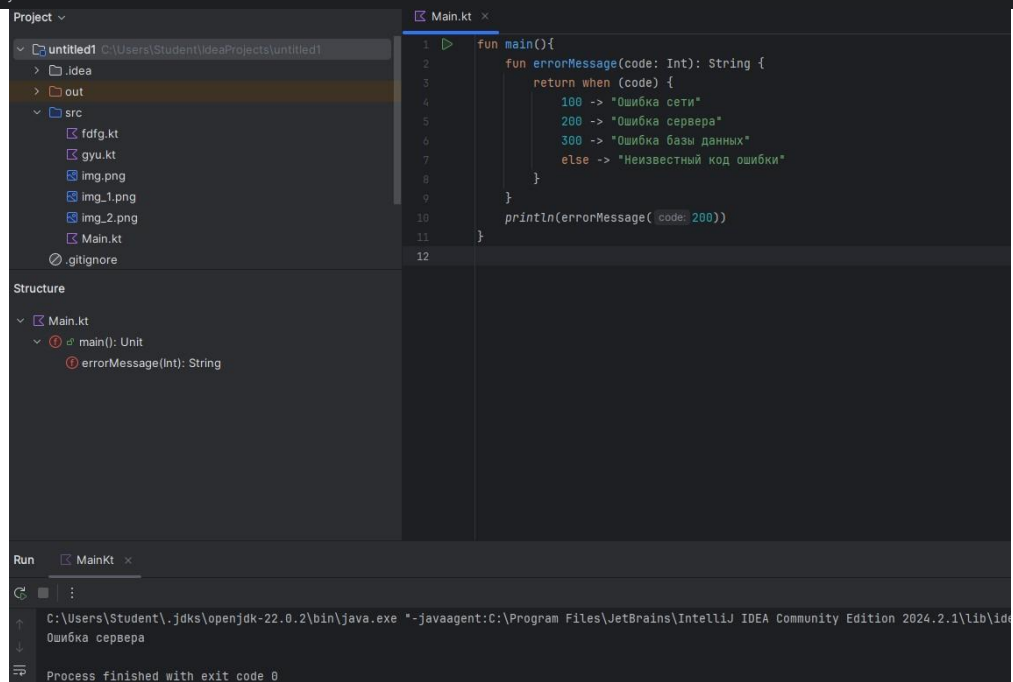 Project
Main.kt
untitled1 C:\Users\Student\IdeaProjects\untitled1
.idea
out
src
fdfg.kt
gyu.kt
img.png
img_1.png
img_2.png
Main.kt
.gitignore
1 fun main(){
2 fun errorMessage(code: Int): String {
3 return when (code) {
4 100 -> "Ошибка сети"
5 200 -> "Ошибка сервера"
6 300 -> "Ошибка базы данных"
7 else -> "Неизвестный код ошибки"
8 }
9 }
10 println(errorMessage( code: 200))
11 }
12
Structure
Main.kt
main(): Unit
errorMessage(Int): String
Run MainKt
C:\Users\Student\.jdks\openjdk-22.0.2\bin\java.exe "-javaagent:C:\Program Files\JetBrains\IntelliJ IDEA Community Edition 2024.2.1\lib\ide
Ошибка сервера
Process finished with exit code 0